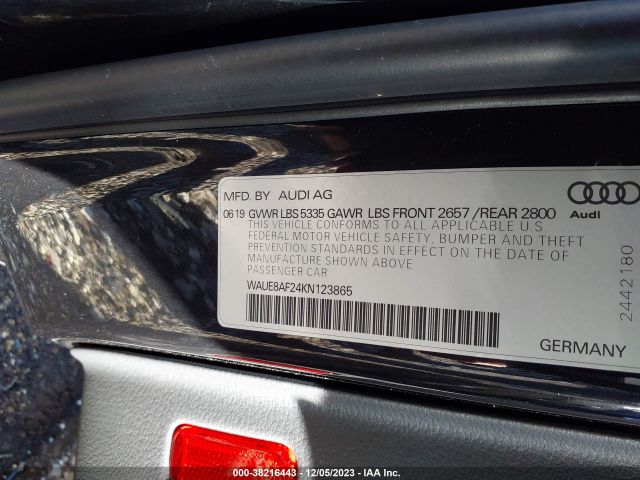 MFD. BY AUDI AG
06 19 GVWR LBS 5335 GAWR LBS FRONT 2657 / REAR 2800
Audi
THIS VEHICLE CONFORMS TO ALL APPLICABLE U.S
FEDERAL MOTOR VEHICLE SAFETY, BUMPER AND THEFT
PREVENTION STANDARDS IN EFFECT ON THE DATE OF
MANUFACTURE SHOWN ABOVE
PASSENGER CAR
WAUE8AF24KN123865
2442180
GERMANY
000-38216443 - 12/05/2023 - IAA Inc.